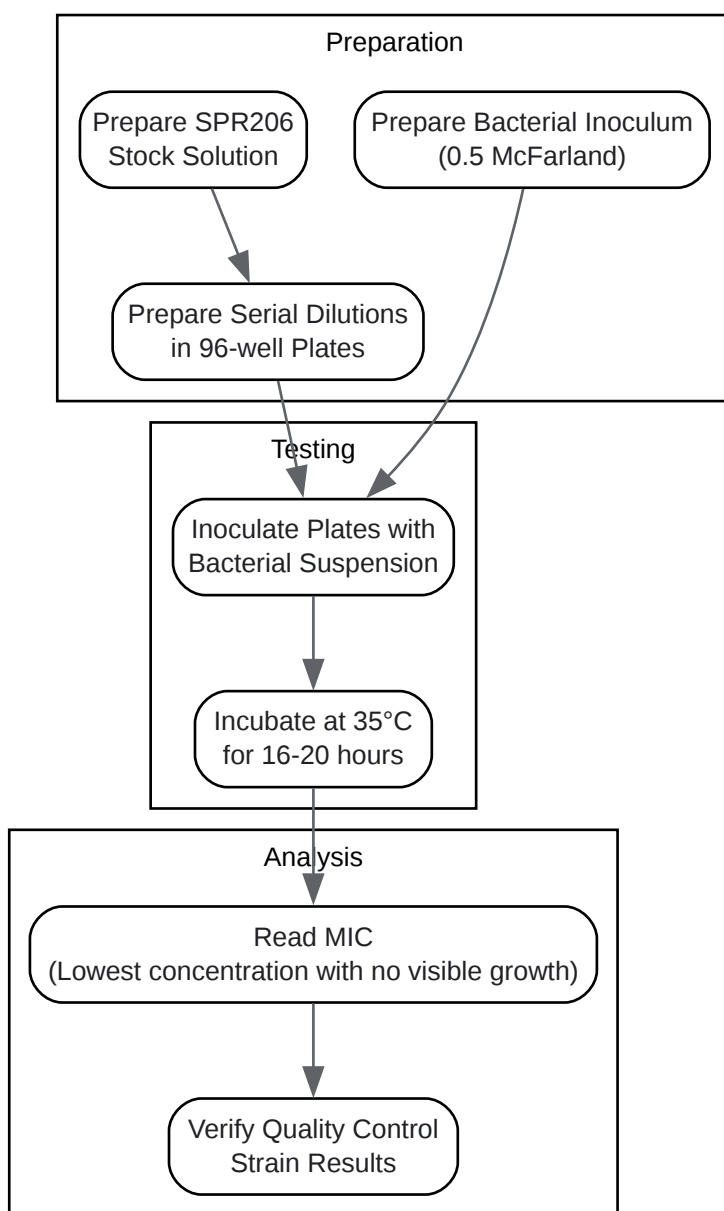 Preparation
Prepare SPR206
Stock Solution
Prepare Bacterial Inoculum
(0.5 McFarland)
Prepare Serial Dilutions
in 96-well Plates
Testing
Inoculate Plates with
Bacterial Suspension
Incubate at 35°C
for 16-20 hours
Analysis
Read MIC
(Lowest concentration with no visible growth)
Verify Quality Control
Strain Results